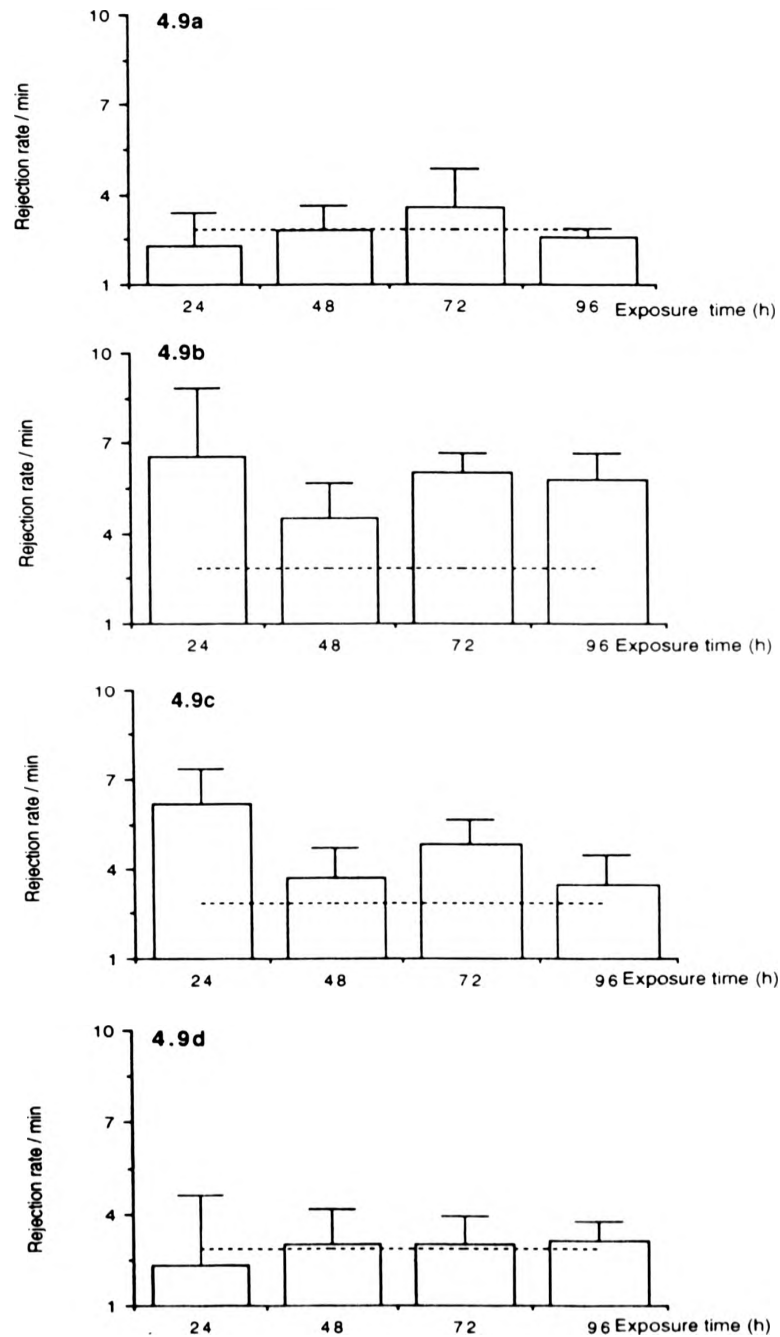 4.9a
Rejection rate / min
10
7
4
1
24 48 72 96 Exposure time (h)
4.9b
Rejection rate / min
10
7
4
1
24 48 72 96 Exposure time (h)
4.9c
Rejection rate / min
10
7
4
1
24 48 72 96 Exposure time (h)
4.9d
Rejection rate / min
10
7
4
1
24 48 72 96 Exposure time (h)